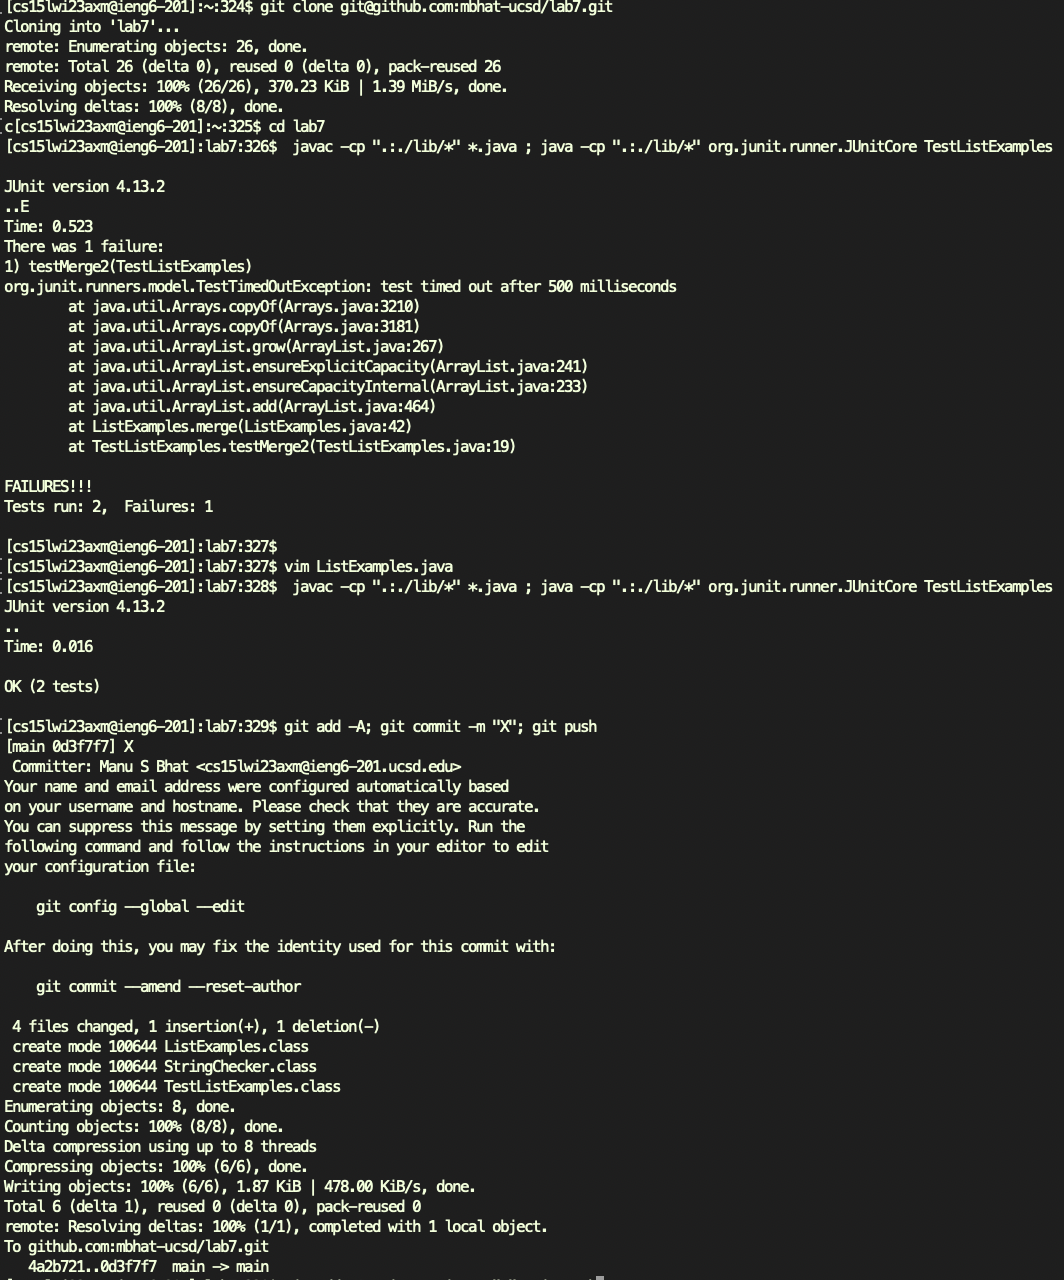 [cs15lwi23axm@ieng6-201]:~:324$ git clone git@github.com:mbhat-ucsd/lab7.git
Cloning into 'lab7'...
remote: Enumerating objects: 26, done.
remote: Total 26 (delta 0), reused 0 (delta 0), pack-reused 26
Receiving objects: 100% (26/26), 370.23 KiB | 1.39 MiB/s, done.
Resolving deltas: 100% (8/8), done.
c[cs15lwi23axm@ieng6-201]:~:325$ cd lab7
[cs15lwi23axm@ieng6-201]:lab7:326$  javac -cp ".:./lib/*" *.java ; java -cp ".:./lib/*" org.junit.runner.JUnitCore TestListExamples
JUnit version 4.13.2
..E
Time: 0.523
There was 1 failure:
1) testMerge2(TestListExamples)
org.junit.runners.model.TestTimedOutException: test timed out after 500 milliseconds
        at java.util.Arrays.copyOf(Arrays.java:3210)
        at java.util.Arrays.copyOf(Arrays.java:3181)
        at java.util.ArrayList.grow(ArrayList.java:267)
        at java.util.ArrayList.ensureExplicitCapacity(ArrayList.java:241)
        at java.util.ArrayList.ensureCapacityInternal(ArrayList.java:233)
        at java.util.ArrayList.add(ArrayList.java:464)
        at ListExamples.merge(ListExamples.java:42)
        at TestListExamples.testMerge2(TestListExamples.java:19)
FAILURES!!!
Tests run: 2,  Failures: 1
[cs15lwi23axm@ieng6-201]:lab7:327$
[cs15lwi23axm@ieng6-201]:lab7:327$ vim ListExamples.java
[cs15lwi23axm@ieng6-201]:lab7:328$  javac -cp ".:./lib/*" *.java ; java -cp ".:./lib/*" org.junit.runner.JUnitCore TestListExamples
JUnit version 4.13.2
..
Time: 0.016
OK (2 tests)
[cs15lwi23axm@ieng6-201]:lab7:329$ git add -A; git commit -m "X"; git push
[main 0d3f7f7] X
 Committer: Manu S Bhat <cs15lwi23axm@ieng6-201.ucsd.edu>
Your name and email address were configured automatically based
on your username and hostname. Please check that they are accurate.
You can suppress this message by setting them explicitly. Run the
following command and follow the instructions in your editor to edit
your configuration file:
    git config --global --edit
After doing this, you may fix the identity used for this commit with:
    git commit --amend --reset-author
 4 files changed, 1 insertion(+), 1 deletion(-)
 create mode 100644 ListExamples.class
 create mode 100644 StringChecker.class
 create mode 100644 TestListExamples.class
Enumerating objects: 8, done.
Counting objects: 100% (8/8), done.
Delta compression using up to 8 threads
Compressing objects: 100% (6/6), done.
Writing objects: 100% (6/6), 1.87 KiB | 478.00 KiB/s, done.
Total 6 (delta 1), reused 0 (delta 0), pack-reused 0
remote: Resolving deltas: 100% (1/1), completed with 1 local object.
To github.com:mbhat-ucsd/lab7.git
   4a2b721..0d3f7f7  main -> main